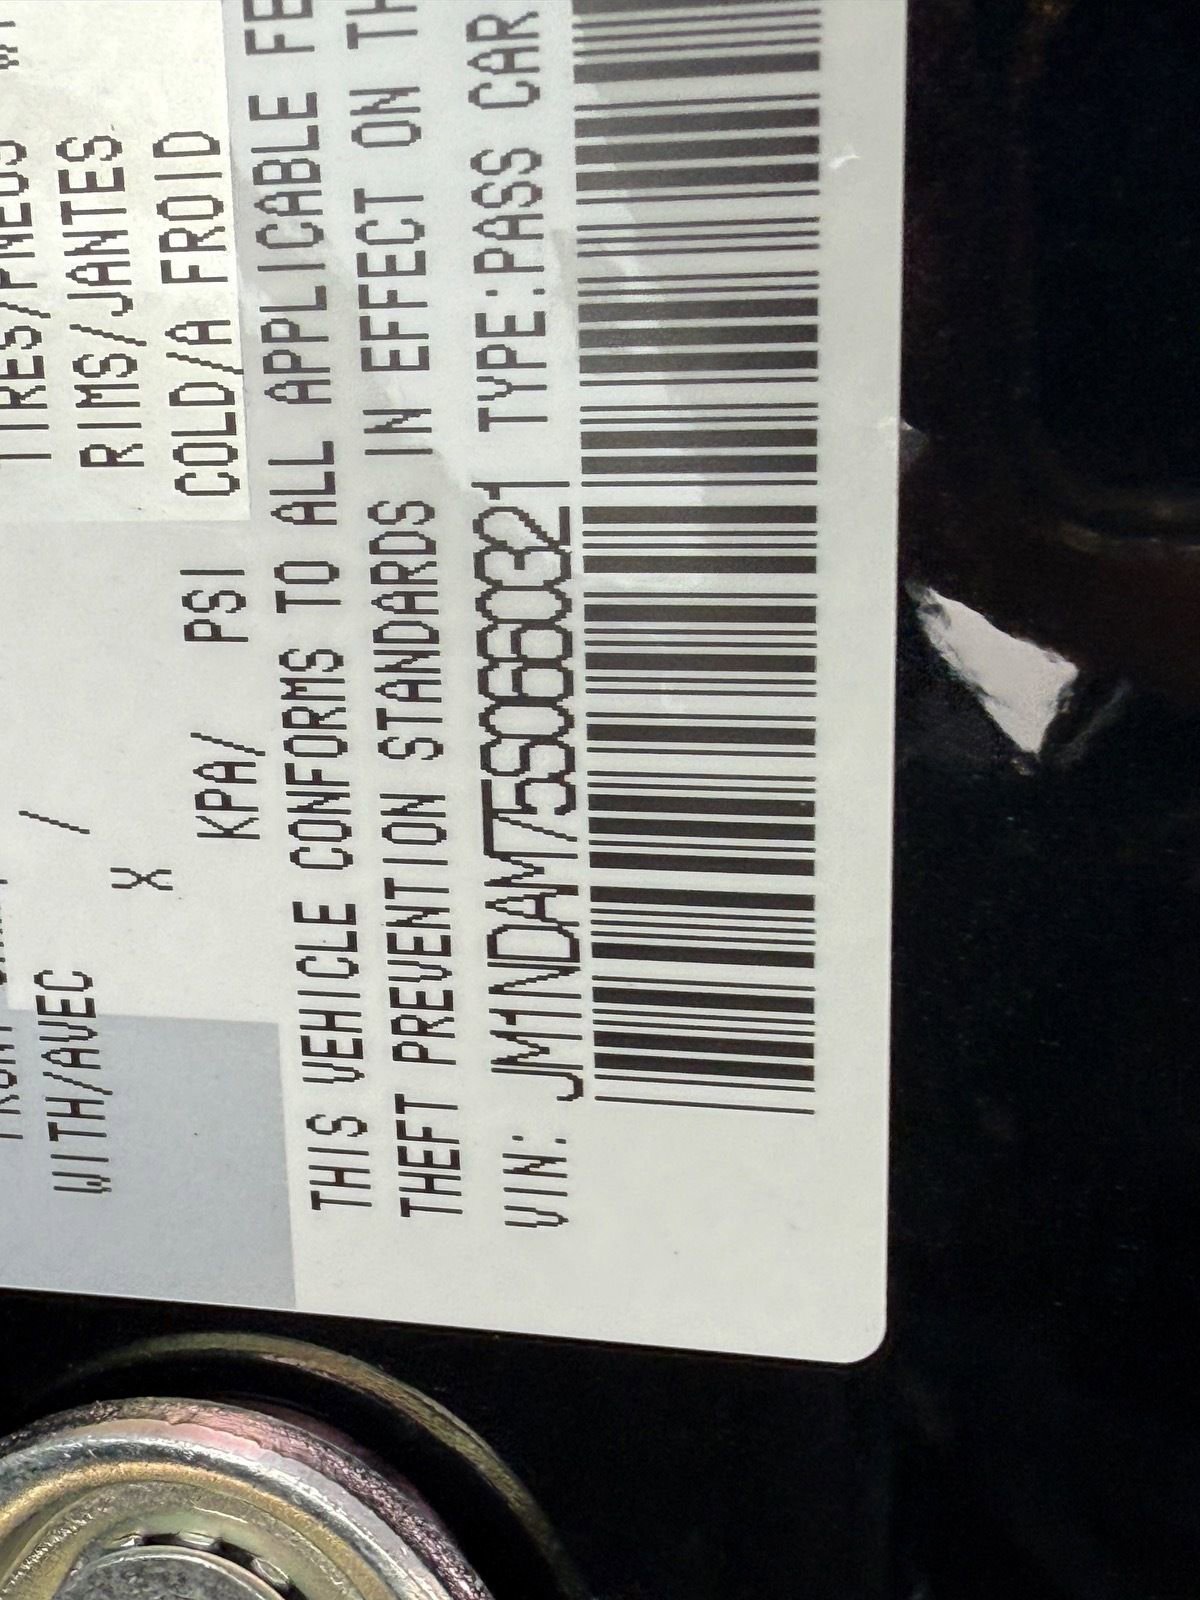 WITH/AVEC / TIRES/PNEUS
X RIMS/JANTES
KPA/ PSI COLD/A FROID
THIS VEHICLE CONFORMS TO ALL APPLICABLE FE
THEFT PREVENTION STANDARDS IN EFFECT ON TH
VIN: JM1NDAM75S0660321 TYPE:PASS CAR